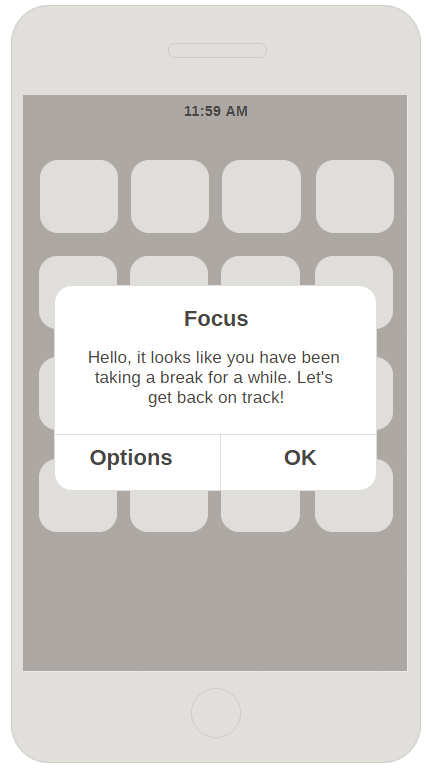 11:59 AM
Focus
Hello, it looks like you have been
taking a break for a while. Let's
get back on track!
Options
OK